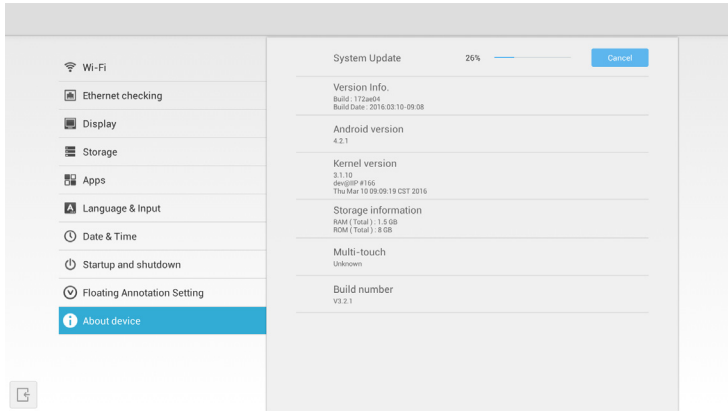 Wi-Fi
Ethernet checking
Display
Storage
Apps
Language & Input
Date & Time
Startup and shutdown
Floating Annotation Setting
About device
System Update 26% Cancel
Version Info.
Build : 172ae04
Build Date : 2016:03:10-09:08
Android version
4.2.1
Kernel version
3.1.10
dev@IIP #166
Thu Mar 10 09:09:19 CST 2016
Storage information
RAM ( Total ) : 1.5 GB
ROM ( Total ) : 8 GB
Multi-touch
Unknown
Build number
V3.2.1